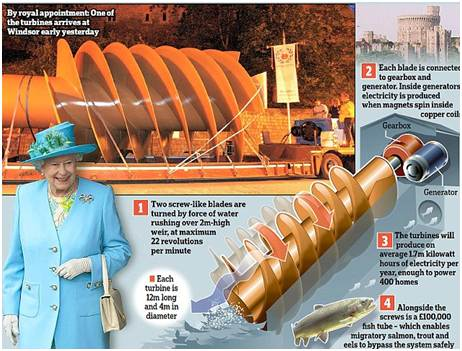 By royal appointment: One of
the turbines arrives at
Windsor early yesterday
2 Each blade is connected
to gearbox and
generator. Inside generators
electricity is produced
when magnets spin inside
copper coils
Gearbox
Generator
1 Two screw-like blades are
turned by force of water
rushing over 2m-high
weir, at maximum
22 revolutions
per minute
Each
turbine is
12m long
and 4m in
diameter
3 The turbines will
produce on
average 1.7m kilowatt
hours of electricity per
year, enough to power
400 homes
4 Alongside the
screws is a £100,000
fish tube – which enables
migratory salmon, trout and
eels to bypass the system safely